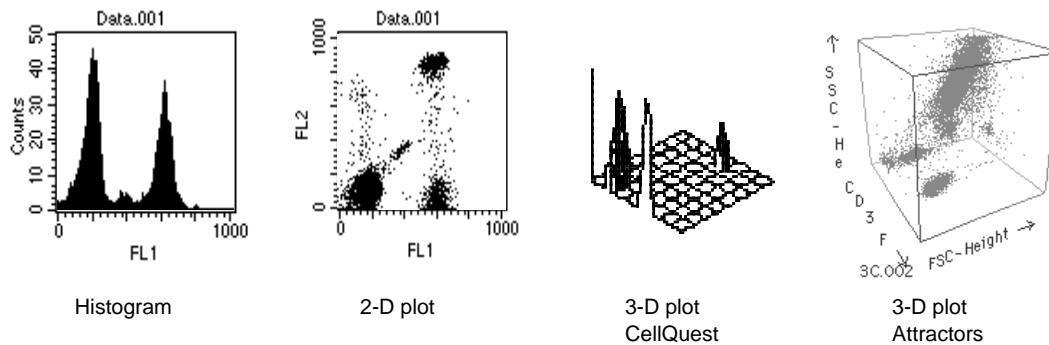 Data.001
50
40
30
20
10
0
Counts
0
1000
FL1
Histogram
Data.001
1000
0
FL2
0
1000
FL1
2-D plot
3-D plot
CellQuest
SSC-He
CD3 F
3C.002
FSC-Height
3-D plot
Attractors